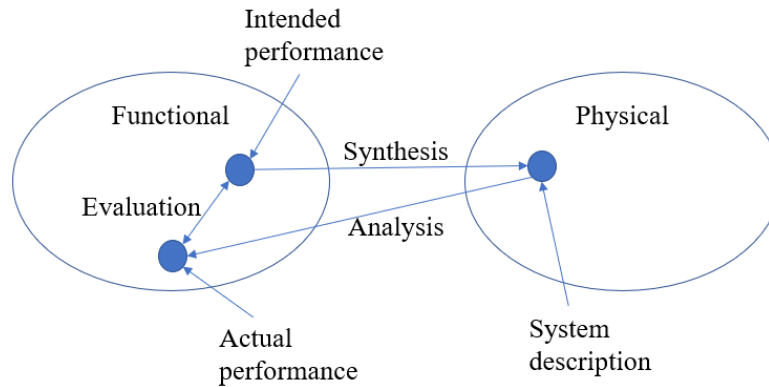 Intended
performance
Functional
Physical
Synthesis
Evaluation
Analysis
Actual
performance
System
description